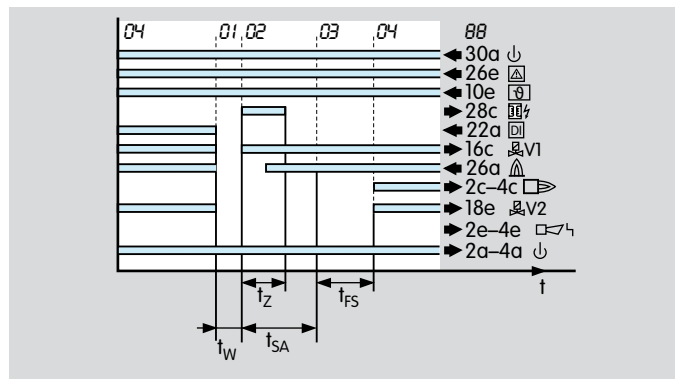 04 01 02 03 04 88
30a
26e
10e
28c
22a DI
16c V1
26a
2c–4c
18e V2
2e–4e
2a–4a
t
tZ tFS
tW tSA